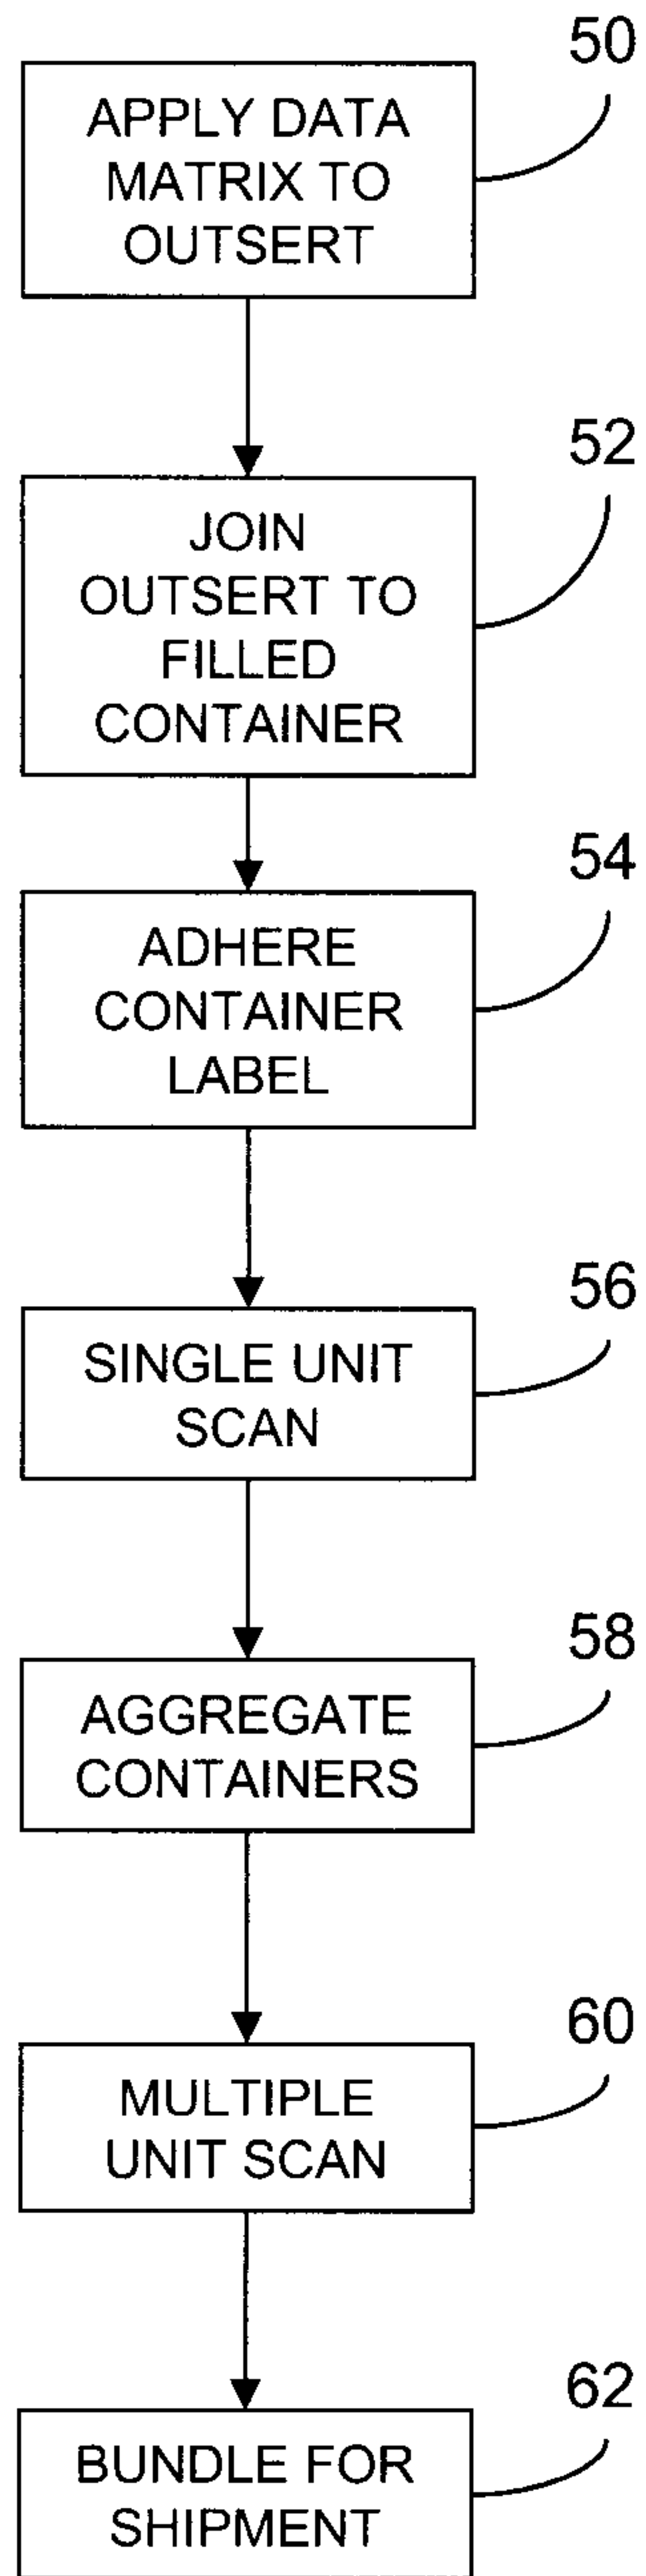 50
APPLY DATA
MATRIX TO
OUTSERT
52
JOIN
OUTSERT TO
FILLED
CONTAINER
54
ADHERE
CONTAINER
LABEL
56
SINGLE UNIT
SCAN
58
AGGREGATE
CONTAINERS
60
MULTIPLE
UNIT SCAN
62
BUNDLE FOR
SHIPMENT